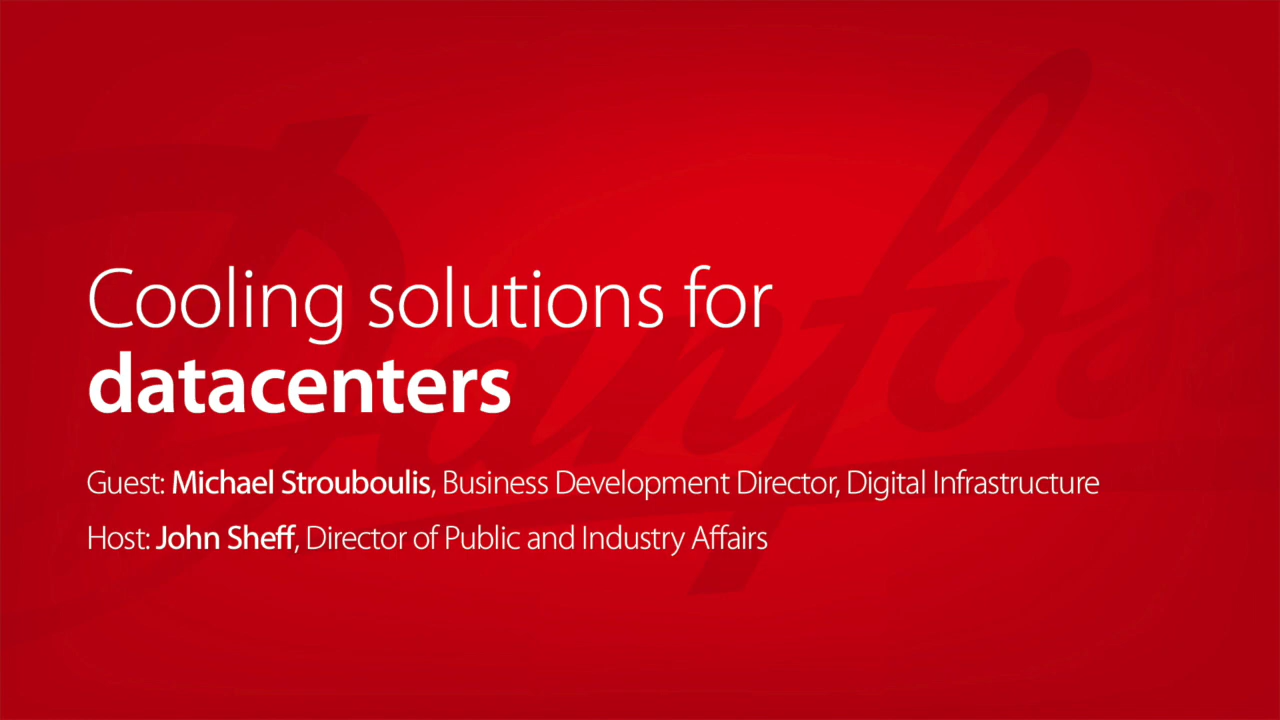 Cooling solutions for
datacenters
Guest: Michael Strouboulis, Business Development Director, Digital Infrastructure
Host: John Sheff, Director of Public and Industry Affairs
Danfoss